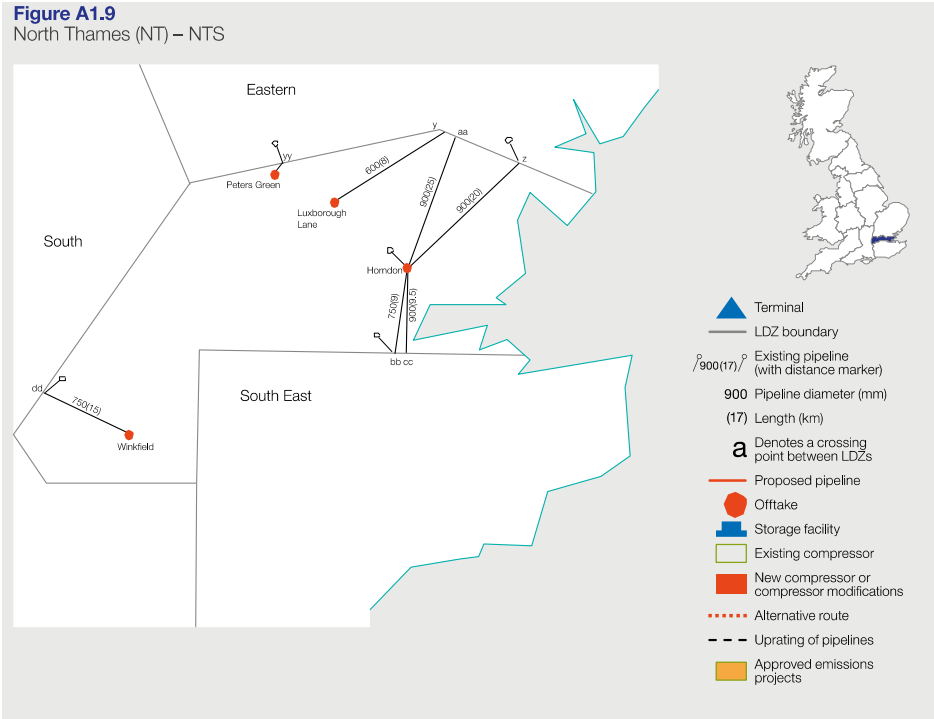 Figure A1.9
North Thames (NT) – NTS
Eastern
y
aa
z
yy
600(8)
Peters Green
900(25)
900(20)
Luxborough
Lane
South
Horndon
750(9)
900(9.5)
bb cc
dd
750(15)
South East
Winkfield
Terminal
LDZ boundary
900(17)
Existing pipeline
(with distance marker)
900 Pipeline diameter (mm)
(17) Length (km)
a
Denotes a crossing
point between LDZs
Proposed pipeline
Offtake
Storage facility
Existing compressor
New compressor or
compressor modifications
Alternative route
Uprating of pipelines
Approved emissions
projects